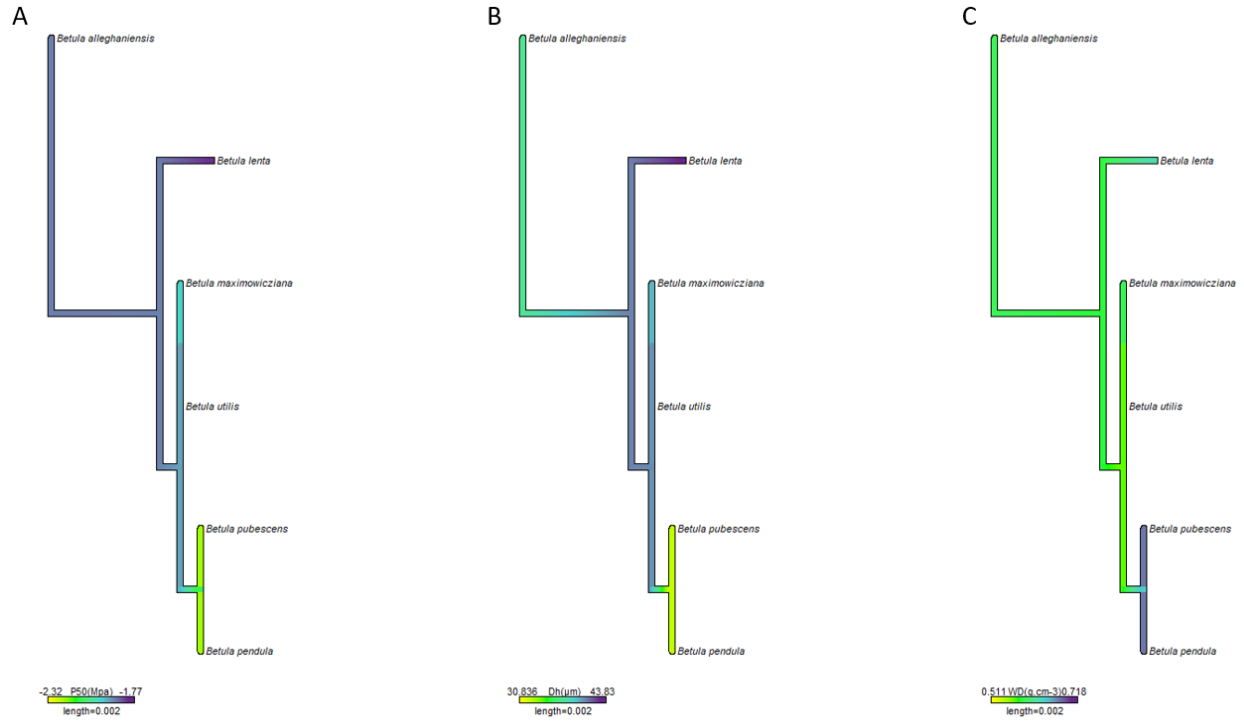 A
B
C
Betula alleghaniensis
Betula alleghaniensis
Betula alleghaniensis
Betula lenta
Betula lenta
Betula lenta
Betula maximowicziana
Betula maximowicziana
Betula maximowicziana
Betula utilis
Betula utilis
Betula utilis
Betula pubescens
Betula pubescens
Betula pubescens
Betula pendula
Betula pendula
Betula pendula
-2.32 P50(Mpa) -1.77
30.836 Dh(µm) 43.83
0.511 WD(g.cm-3)0.718
length=0.002
length=0.002
length=0.002